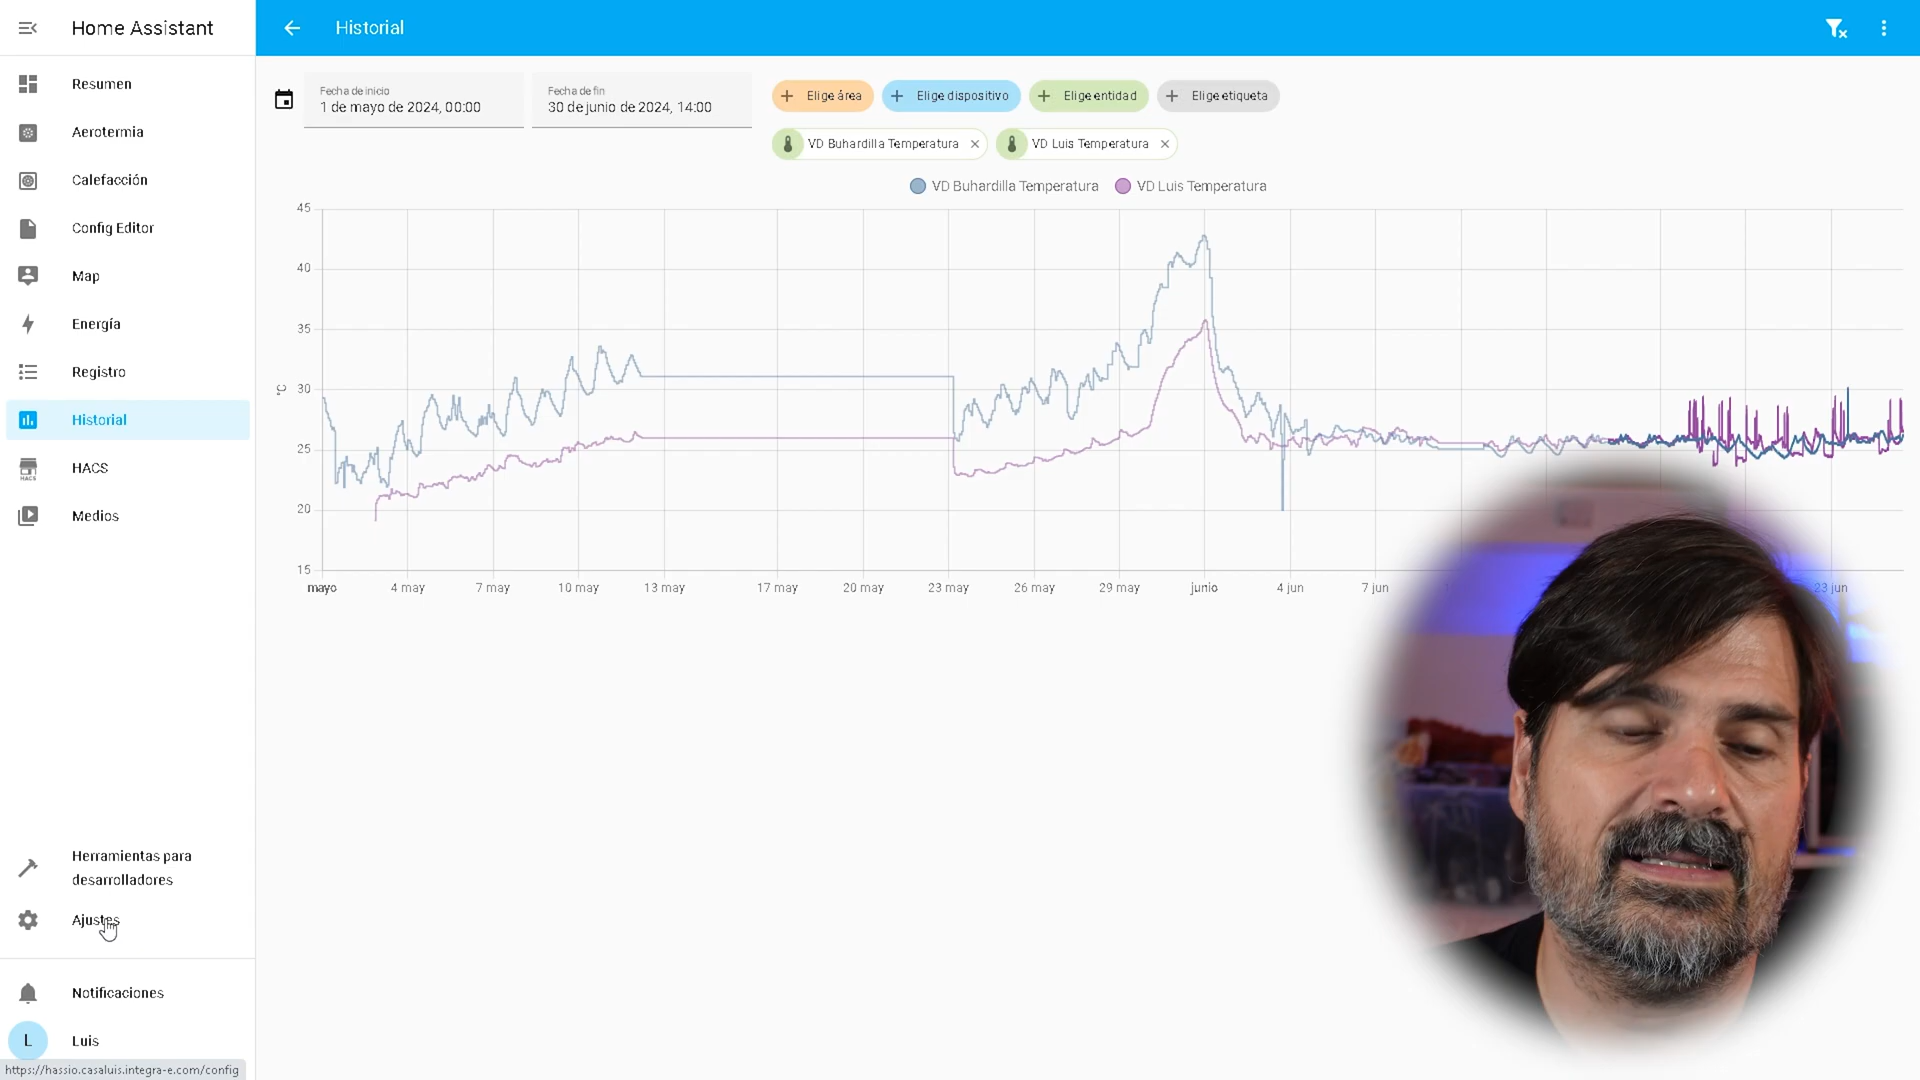 Home Assistant
Historial
Resumen
Aerotermia
Calefacción
Config Editor
Map
Energía
Registro
Historial
HACS
HACS
Medios
Herramientas para
desarrolladores
Ajustes
Notificaciones
L
Luis
https://hassio.casaluis.integra-e.com/config
Fecha de inicio
1 de mayo de 2024, 00:00
Fecha de fin
30 de junio de 2024, 14:00
Elige área
Elige dispositivo
Elige entidad
Elige etiqueta
VD Buhardilla Temperatura
VD Luis Temperatura
VD Buhardilla Temperatura
VD Luis Temperatura
°C
45
40
35
30
25
20
15
mayo
4 may
7 may
10 may
13 may
17 may
20 may
23 may
26 may
29 may
junio
4 jun
7 jun
23 jun